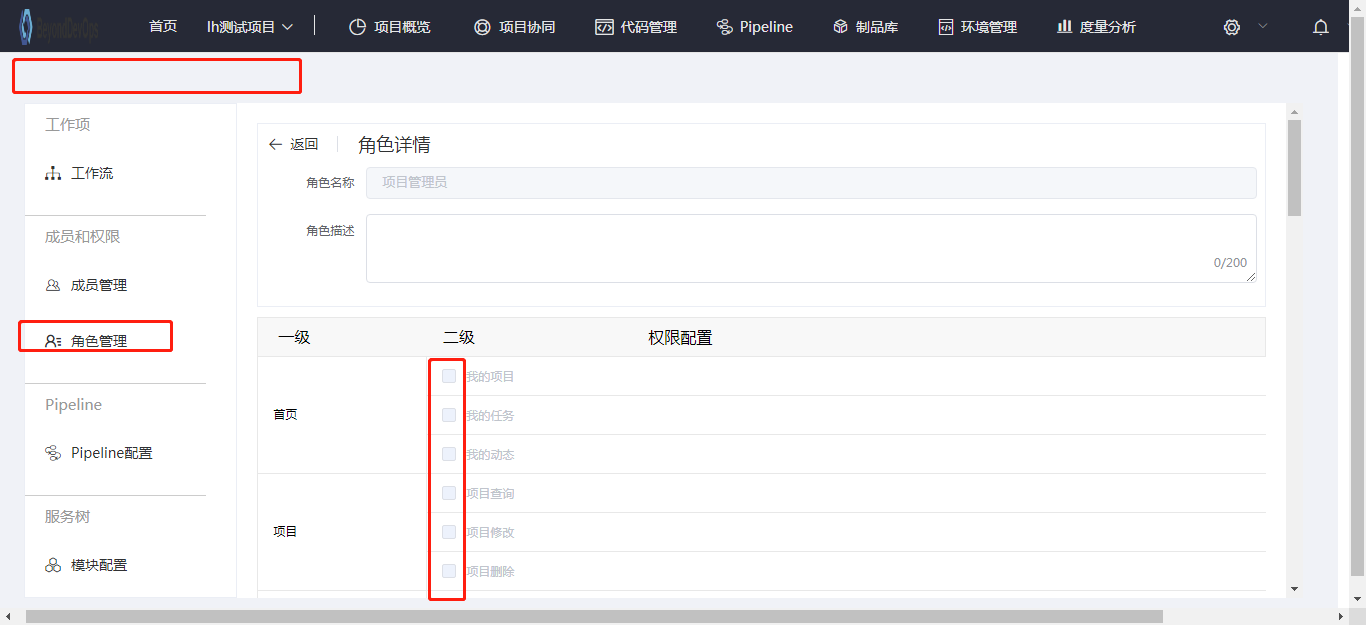 BeyondDevOps 首页 lh测试项目 项目概览 项目协同 代码管理 Pipeline 制品库 环境管理 度量分析
工作项
工作流
成员和权限
成员管理
角色管理
Pipeline
Pipeline配置
服务树
模块配置
返回 角色详情
角色名称 项目管理员
角色描述
0/200
一级 二级 权限配置
首页
我的项目
我的任务
我的动态
项目
项目查询
项目修改
项目删除